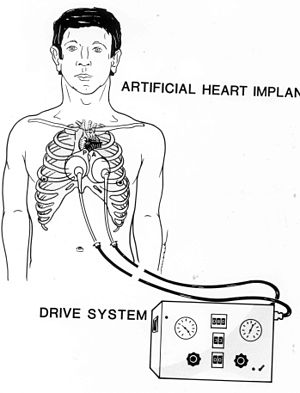 ARTIFICIAL HEART IMPLAN
DRIVE SYSTEM